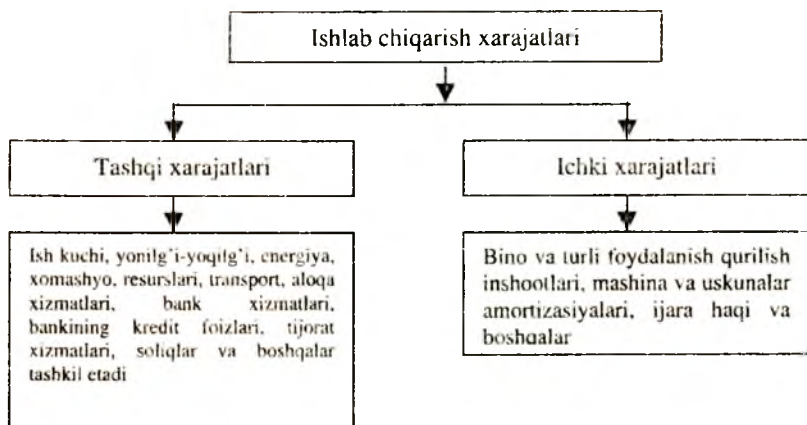 Ishlab chiqarish xarajatlari
Tashqi xarajatlari
Ichki xarajatlari
Ish kuchi, yonilg'i-yoqilg'i, energiya,
xomashyo, resurslari, transport, aloqa
xizmatlari, bank xizmatlari,
bankining kredit foizlari, tijorat
xizmatlari, soliqlar va boshqalar
tashkil etadi
Bino va turli foydalanish qurilish
inshootlari, mashina va uskunalar
amortizasiyalari, ijara haqi va
boshqalar